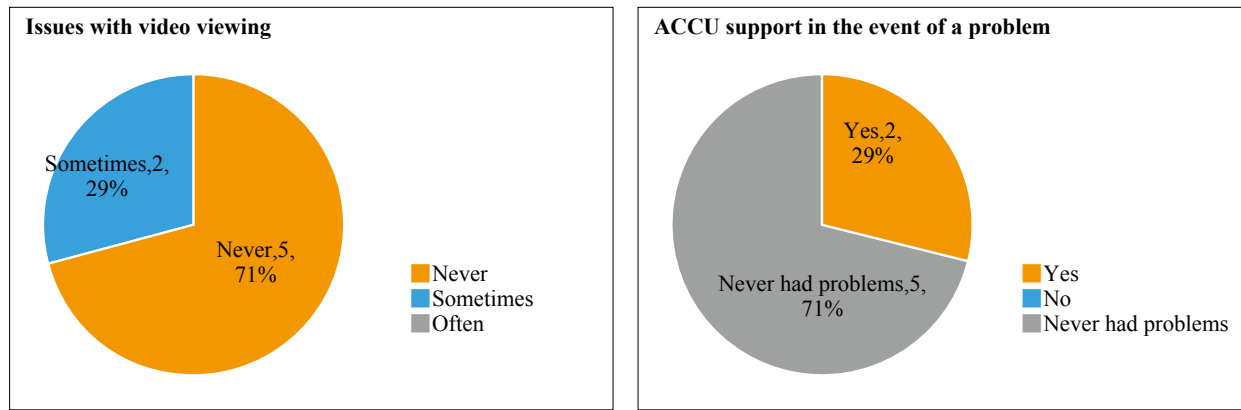 Issues with video viewing
Sometimes,2,
29%
Never,5,
71%
Never
Sometimes
Often
ACCU support in the event of a problem
Yes,2,
29%
Never had problems,5,
71%
Yes
No
Never had problems